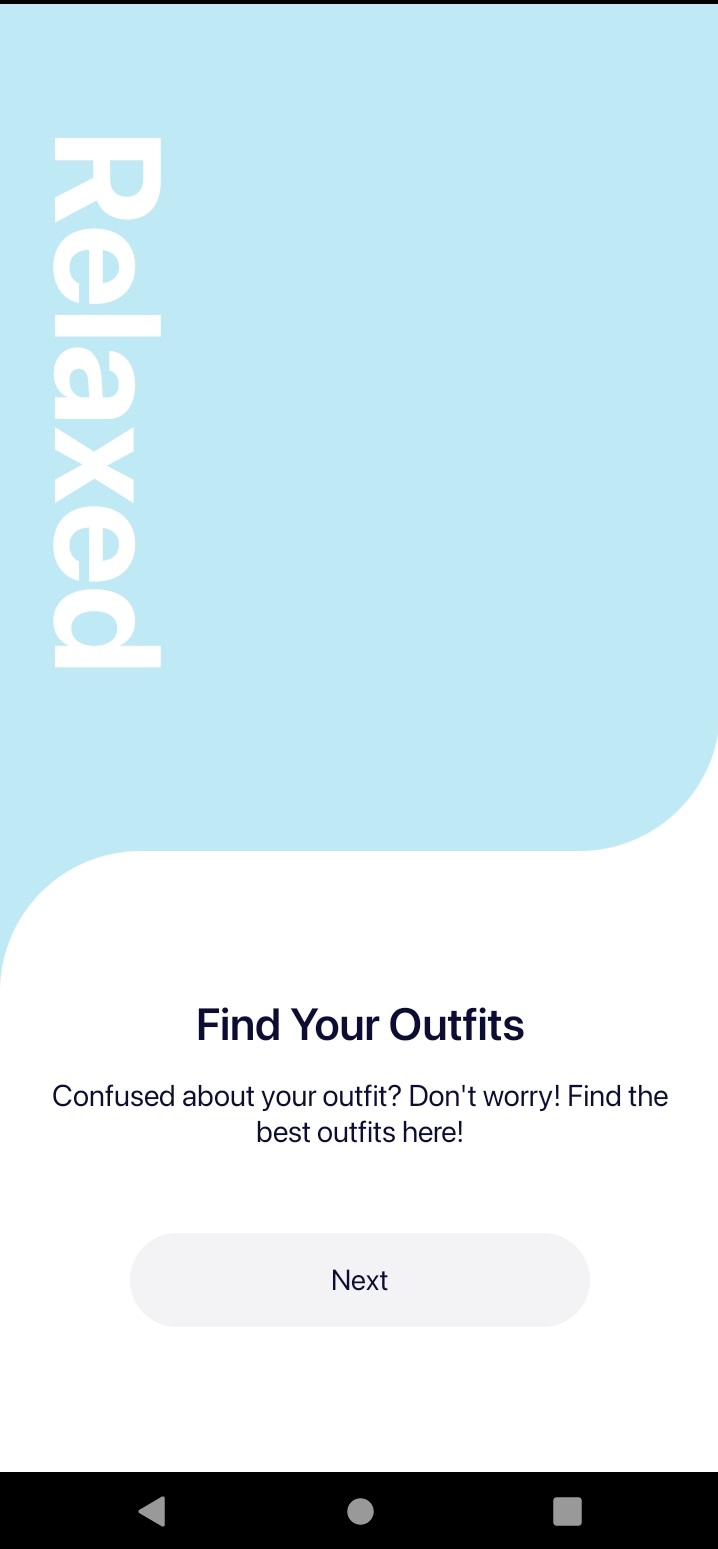 Relaxed
Find Your Outfits
Confused about your outfit? Don't worry! Find the
best outfits here!
Next